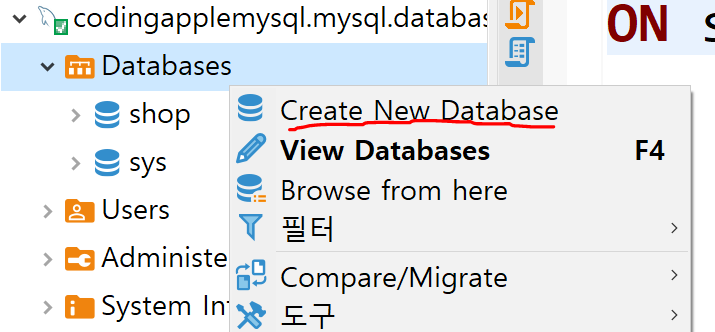 codingapplemysql.mysql.databas
ON
Databases
shop
Create New Database
sys
View Databases F4
Browse from here
Users
필터
Administe
Compare/Migrate
System Inf
도구